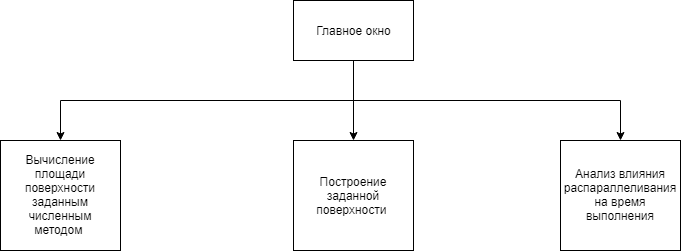 Главное окно
Вычисление
площади
поверхности
заданным
численным
методом
Построение
заданной
поверхности
Анализ влияния
распараллеливания
на время
выполнения